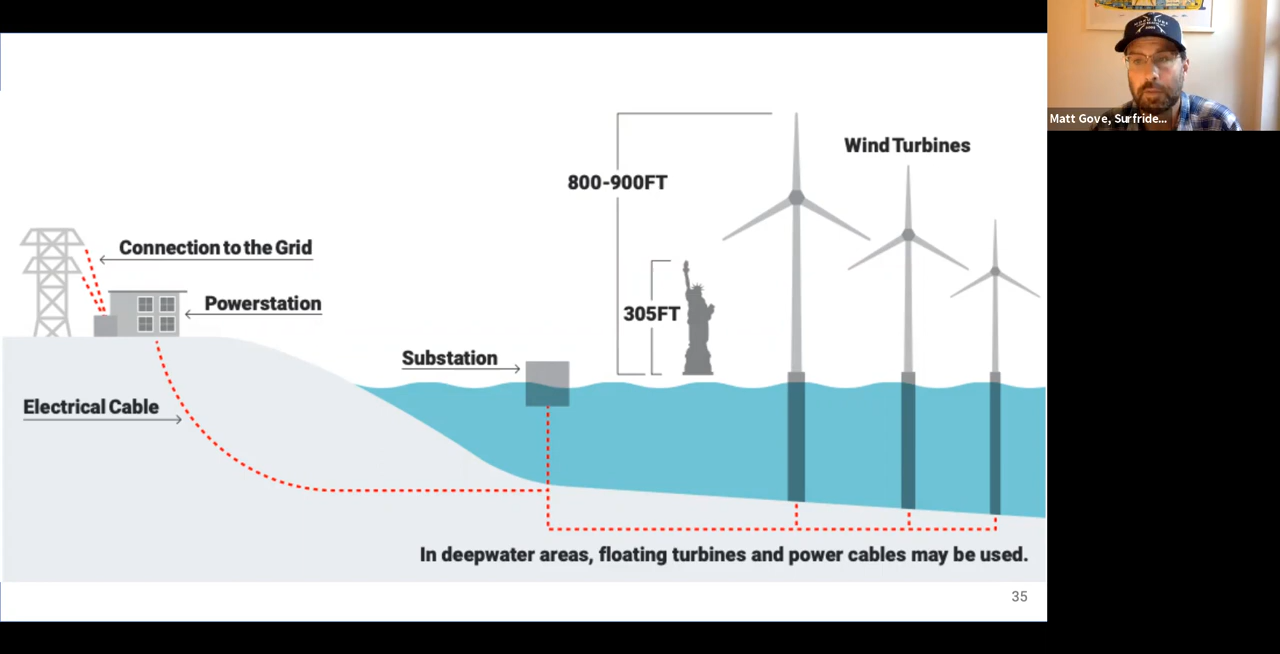 Matt Gove, Surfride...
Wind Turbines
800-900FT
Connection to the Grid
Powerstation
305FT
Substation
Electrical Cable
In deepwater areas, floating turbines and power cables may be used.
35